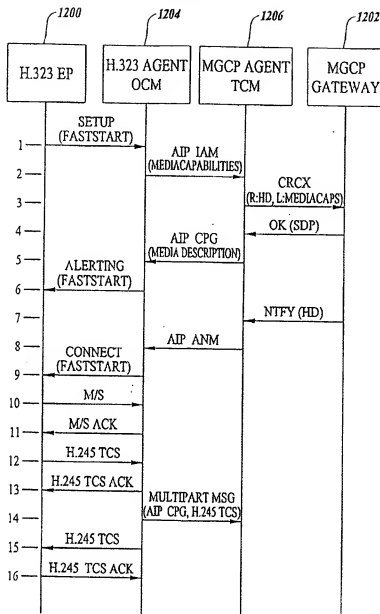 1200
1204
1206
1202
H.323 EP
H.323 AGENT
OCM
MGCP AGENT
TCM
MGCP
GATEWAY
SETUP
(FASTSTART)
1
AIP IAM
(MEDIACAPABILITIES)
2
CRCX
(R:HD, L:MEDIACAPS)
3
OK (SDP)
4
AIP CPG
(MEDIA DESCRIPTION)
5
ALERTING
(FASTSTART)
6
NTFY (HD)
7
AIP ANM
8
CONNECT
(FASTSTART)
9
M/S
10
M/S ACK
11
H.245 TCS
12
H.245 TCS ACK
13
MULTIPART MSG
(AIP CPG, H.245 TCS)
14
H.245 TCS
15
H.245 TCS ACK
16